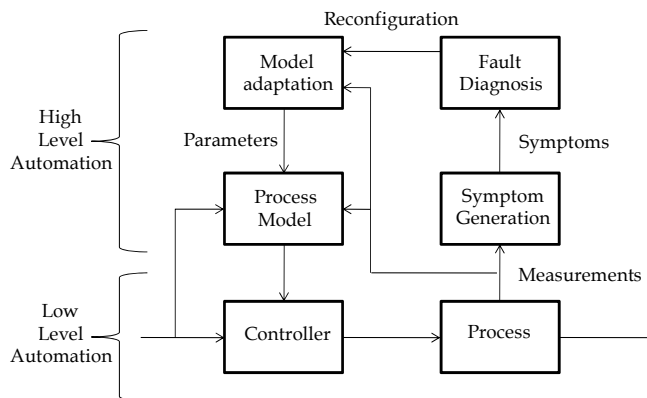 Reconfiguration
Model
adaptation
Fault
Diagnosis
High
Level
Automation
Parameters
Symptoms
Process
Model
Symptom
Generation
Measurements
Low
Level
Automation
Controller
Process